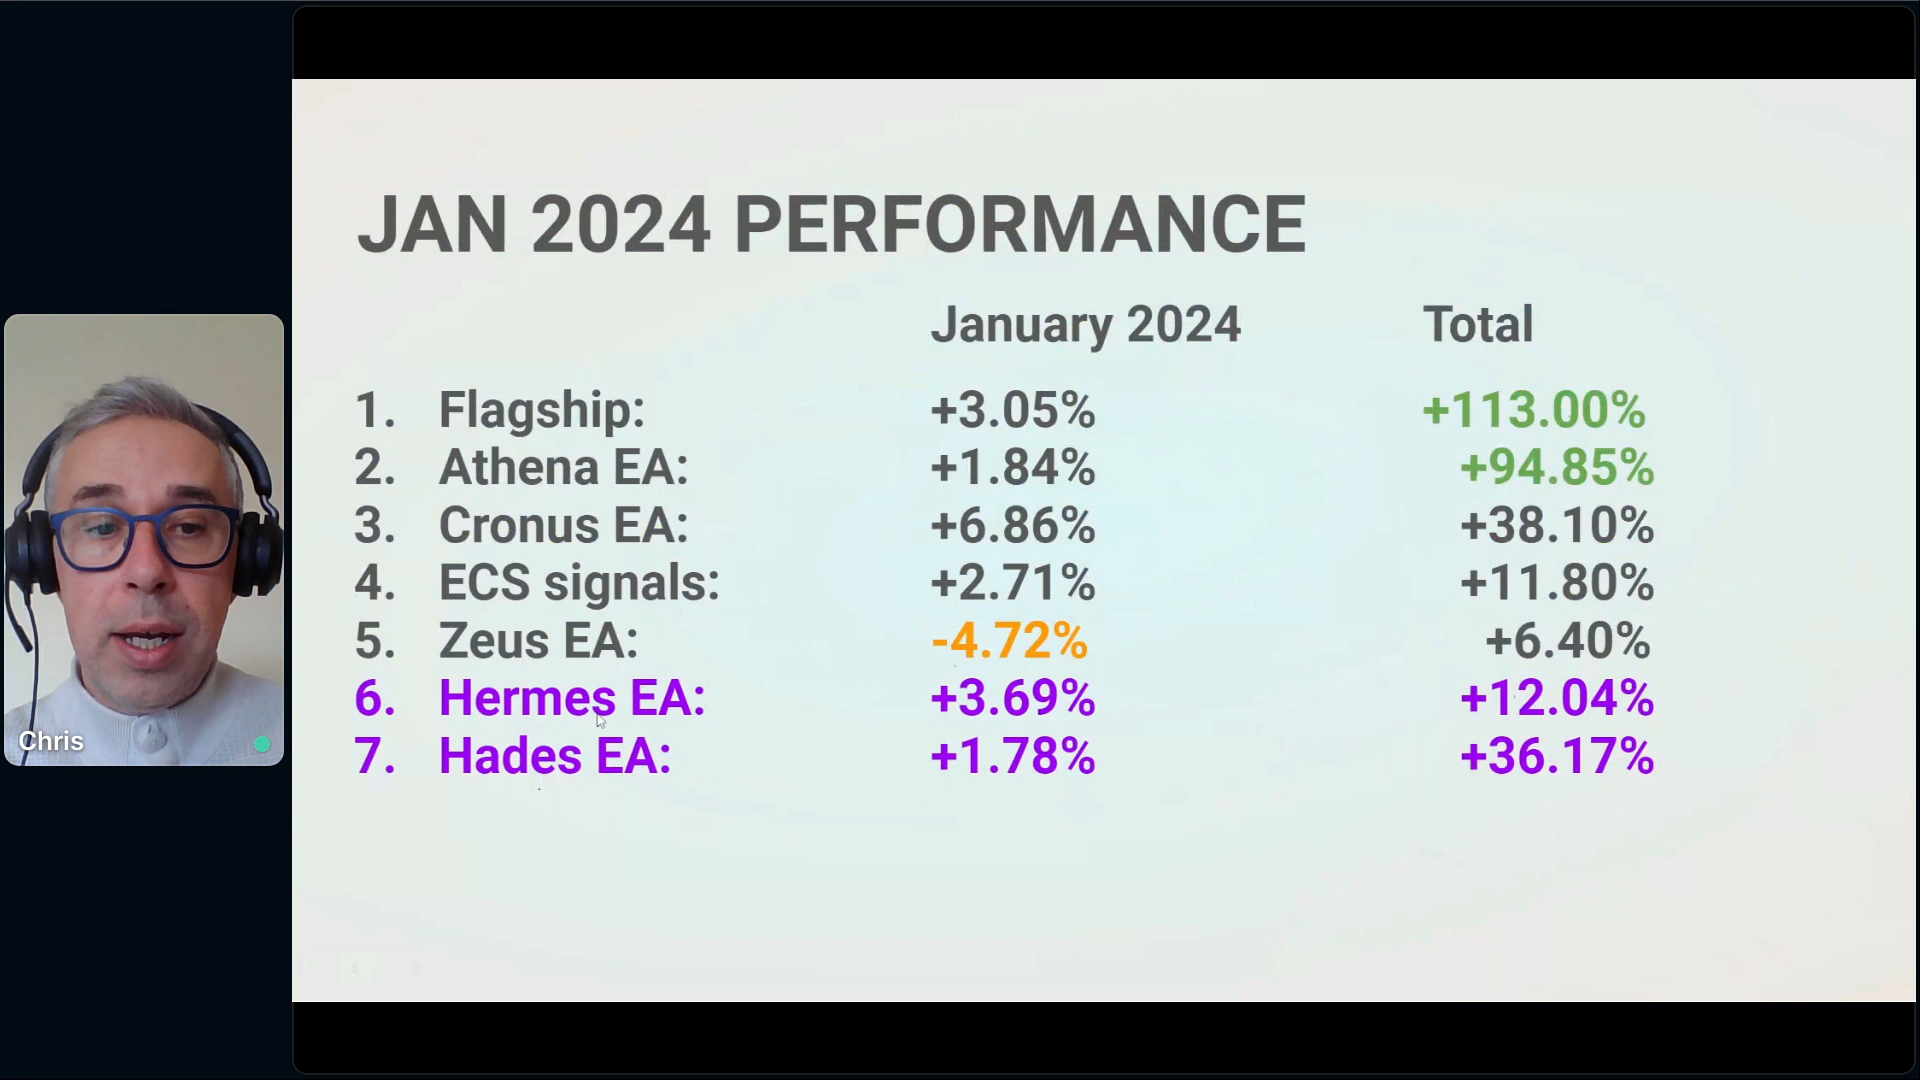 JAN 2024 PERFORMANCE
January 2024 Total
1. Flagship: +3.05% +113.00%
2. Athena EA: +1.84% +94.85%
3. Cronus EA: +6.86% +38.10%
4. ECS signals: +2.71% +11.80%
5. Zeus EA: -4.72% +6.40%
6. Hermes EA: +3.69% +12.04%
7. Hades EA: +1.78% +36.17%
Chris